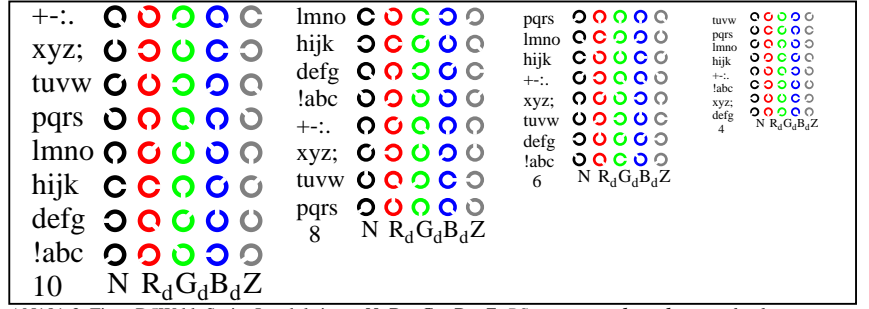 +-:.
xyz;
tuvw
pqrs
lmno
hijk
defg
!abc
10 N RdGdBdZ
lmno
hijk
defg
!abc
+-:.
xyz;
tuvw
pqrs
8 N RdGdBdZ
pqrs
lmno
hijk
+-:.
xyz;
tuvw
defg
!abc
6 N RdGdBdZ
tuvw
pqrs
lmno
hijk
+-:.
!abc
xyz;
defg
4 N RdGdBdZ